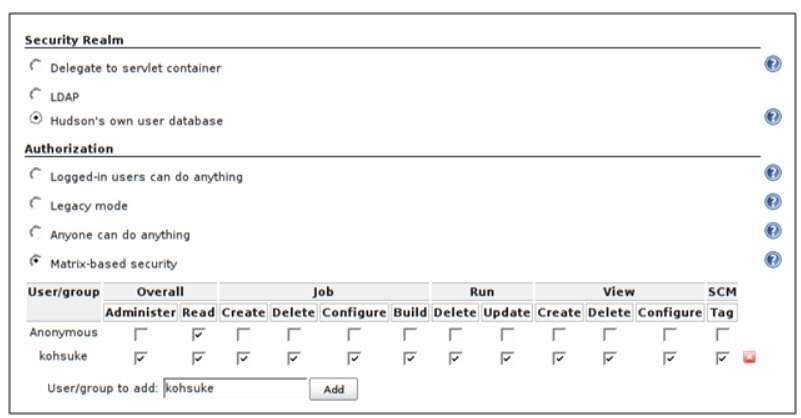 Security Realm
Delegate to servlet container
LDAP
Hudson's own user database
Authorization
Logged-in users can do anything
Legacy mode
Anyone can do anything
Matrix-based security
User/group Overall Job Run View SCM
Administer Read Create Delete Configure Build Delete Update Create Delete Configure Tag
Anonymous
kohsuke
User/group to add: kohsuke Add